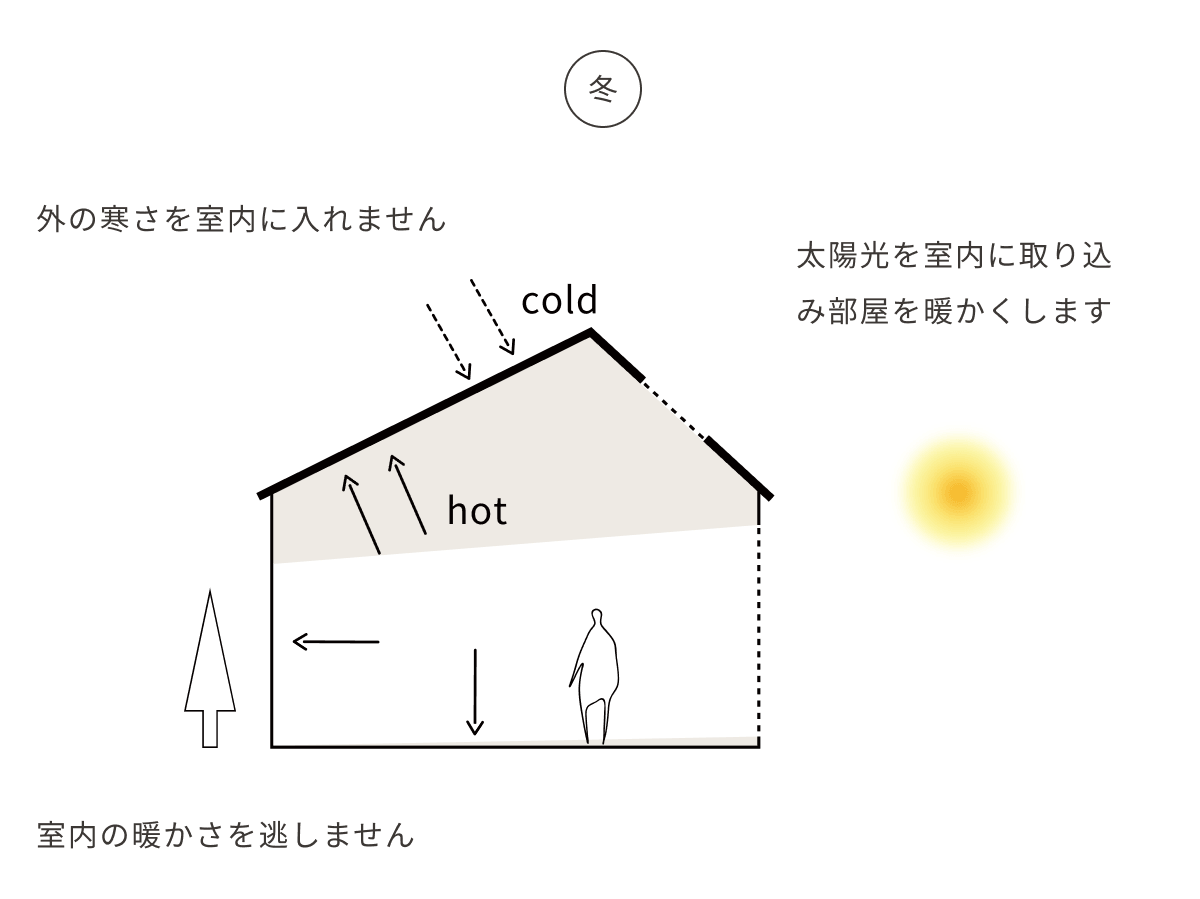 冬
外の寒さを室内に入れません
太陽光を室内に取り込
み部屋を暖かくします
cold
hot
室内の暖かさを逃しません